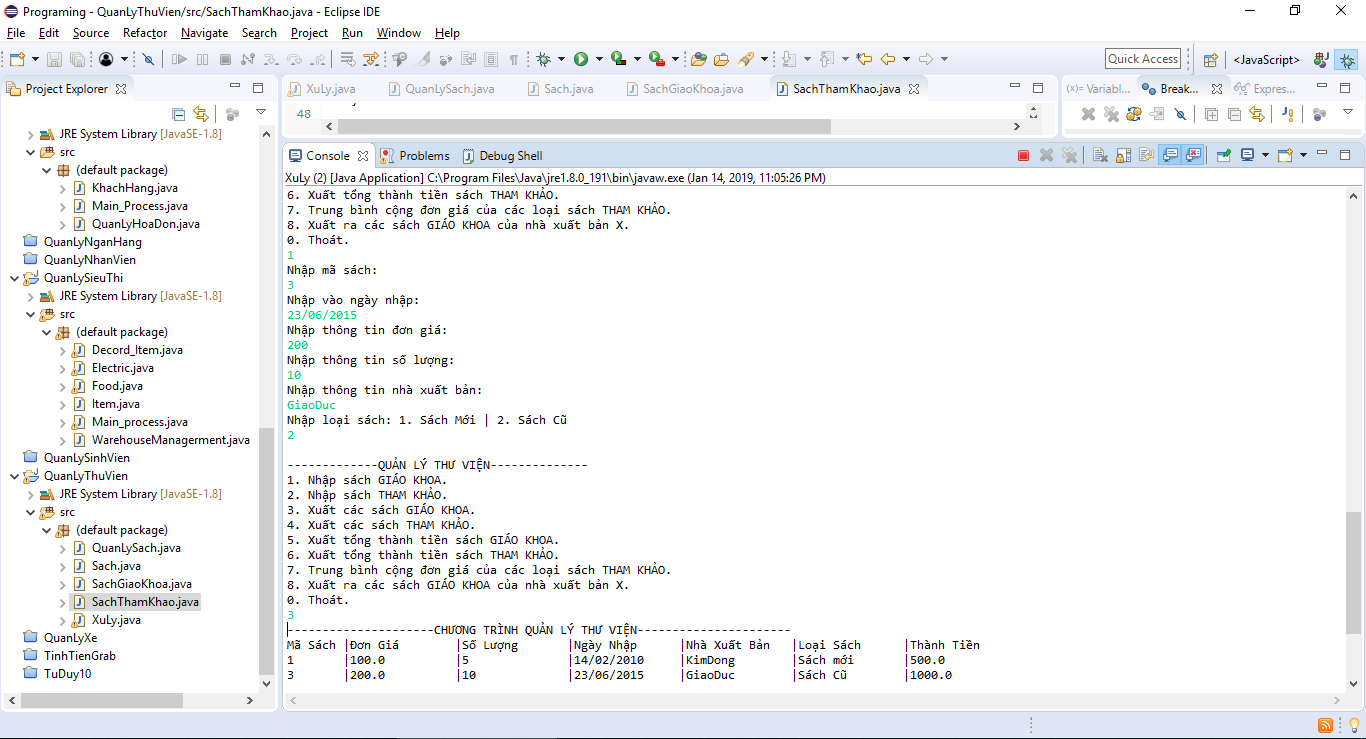 Programing - QuanLyThuVien/src/SachThamKhao.java - Eclipse IDE
File Edit Source Refactor Navigate Search Project Run Window Help
Quick Access <JavaScript>
Project Explorer
JRE System Library [JavaSE-1.8]
src
(default package)
KhachHang.java
Main_Process.java
QuanLyHoaDon.java
QuanLyNganHang
QuanLyNhanVien
QuanLySieuThi
JRE System Library [JavaSE-1.8]
src
(default package)
Decord_Item.java
Electric.java
Food.java
Item.java
Main_process.java
WarehouseManagerment.java
QuanLySinhVien
QuanLyThuVien
JRE System Library [JavaSE-1.8]
src
(default package)
QuanLySach.java
Sach.java
SachGiaoKhoa.java
SachThamKhao.java
XuLy.java
QuanLyXe
TinhTienGrab
TuDuy10
XuLy.java QuanLySach.java Sach.java SachGiaoKhoa.java SachThamKhao.java
48
(x)= Variabl... Break... Expres...
Console Problems Debug Shell
XuLy (2) [Java Application] C:\Program Files\Java\jre1.8.0_191\bin\javaw.exe (Jan 14, 2019, 11:05:26 PM)
6. Xuất tổng thành tiền sách THAM KHẢO.
7. Trung bình cộng đơn giá của các loại sách THAM KHẢO.
8. Xuất ra các sách GIÁO KHOA của nhà xuất bản X.
0. Thoát.
1
Nhập mã sách:
3
Nhập vào ngày nhập:
23/06/2015
Nhập thông tin đơn giá:
200
Nhập thông tin số lượng:
10
Nhập thông tin nhà xuất bản:
GiaoDuc
Nhập loại sách: 1. Sách Mới | 2. Sách Cũ
2
-------------QUẢN LÝ THƯ VIỆN--------------
1. Nhập sách GIÁO KHOA.
2. Nhập sách THAM KHẢO.
3. Xuất các sách GIÁO KHOA.
4. Xuất các sách THAM KHẢO.
5. Xuất tổng thành tiền sách GIÁO KHOA.
6. Xuất tổng thành tiền sách THAM KHẢO.
7. Trung bình cộng đơn giá của các loại sách THAM KHẢO.
8. Xuất ra các sách GIÁO KHOA của nhà xuất bản X.
0. Thoát.
3
---------------------CHƯƠNG TRÌNH QUẢN LÝ THƯ VIỆN----------------------
Mã Sách |Đơn Giá |Số Lượng |Ngày Nhập |Nhà Xuất Bản |Loại Sách |Thành Tiền
1 |100.0 |5 |14/02/2010 |KimDong |Sách mới |500.0
3 |200.0 |10 |23/06/2015 |GiaoDuc |Sách Cũ |1000.0